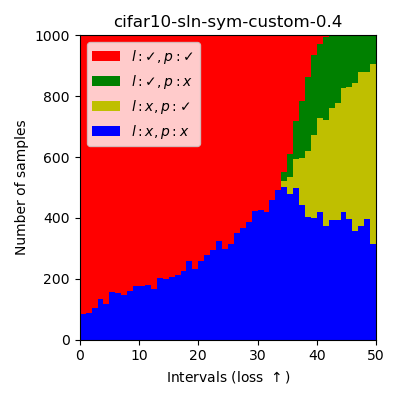 cifar10-sln-sym-custom-0.4
1000
800
600
400
200
0
Number of samples
l : ✓, p : ✓
l : ✓, p : x
l : x, p : ✓
l : x, p : x
0 10 20 30 40 50
Intervals (loss ↑)